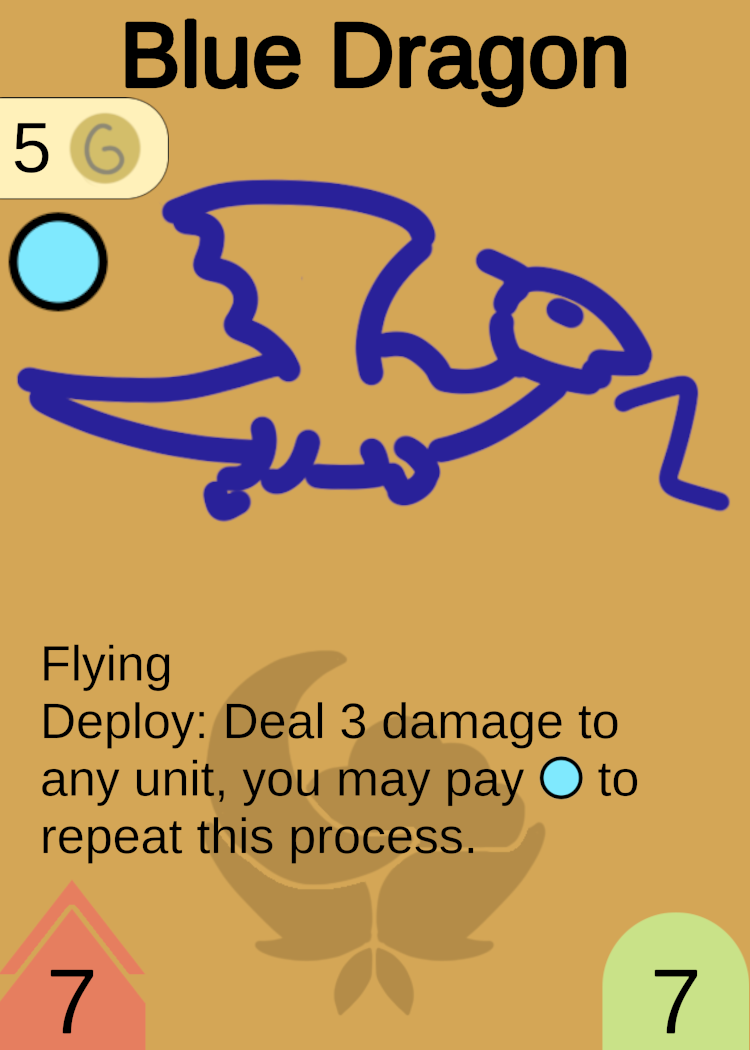 Blue Dragon
5 G
Flying
Deploy: Deal 3 damage to
any unit, you may pay to
repeat this process.
7
7